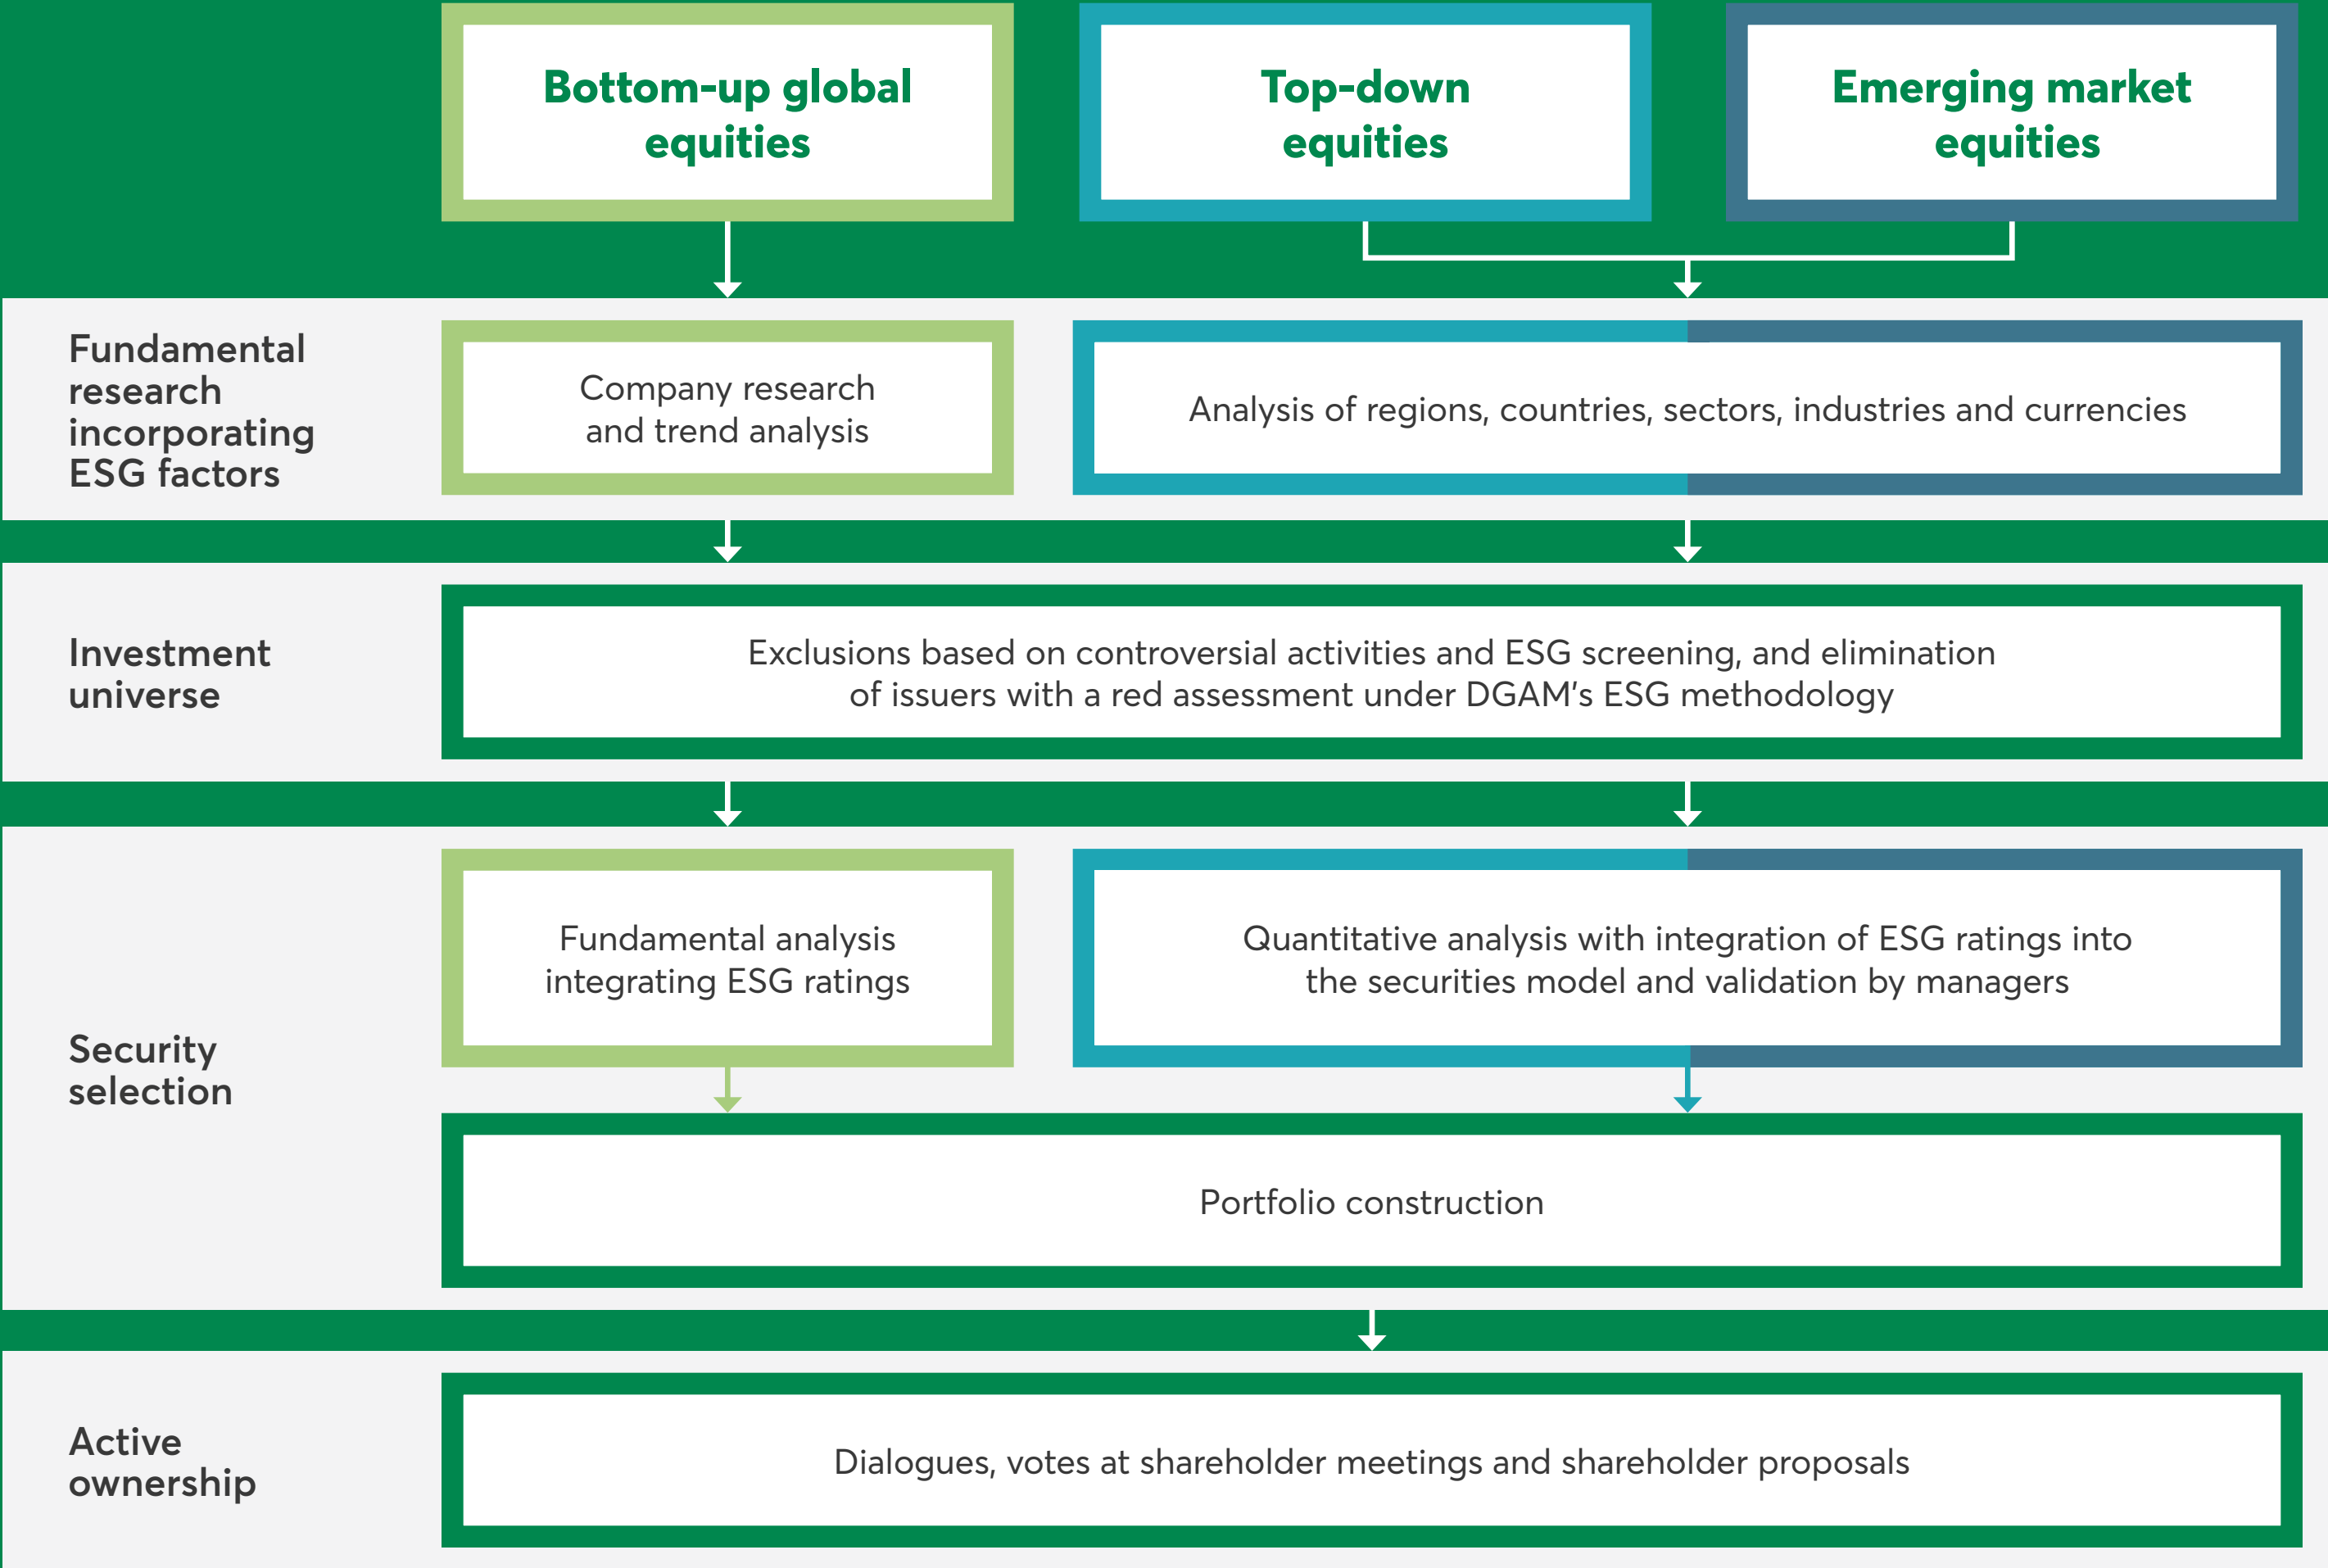 Bottom-up global
equities
Top-down
equities
Emerging market
equities
Fundamental
research
incorporating
ESG factors
Company research
and trend analysis
Analysis of regions, countries, sectors, industries and currencies
Investment
universe
Exclusions based on controversial activities and ESG screening, and elimination
of issuers with a red assessment under DGAM’s ESG methodology
Security
selection
Fundamental analysis
integrating ESG ratings
Quantitative analysis with integration of ESG ratings into
the securities model and validation by managers
Portfolio construction
Active
ownership
Dialogues, votes at shareholder meetings and shareholder proposals